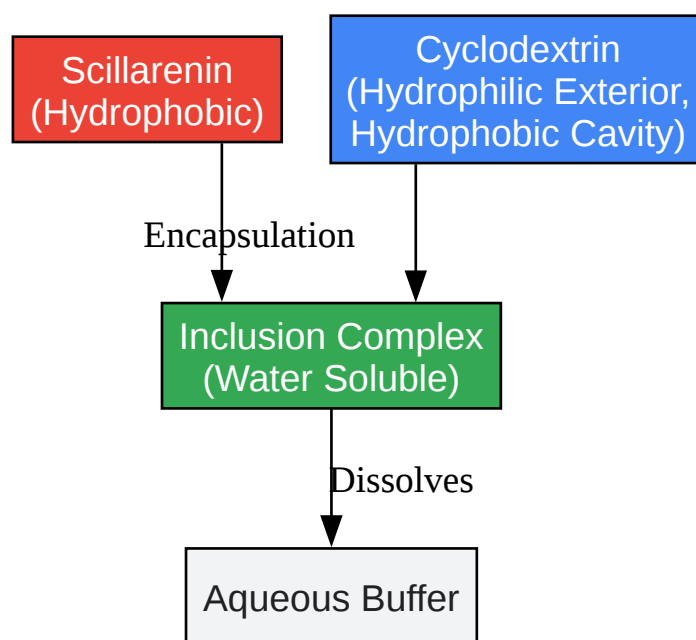 Scillarenin
(Hydrophobic)
Cyclodextrin
(Hydrophilic Exterior,
Hydrophobic Cavity)
Encapsulation
Inclusion Complex
(Water Soluble)
Dissolves
Aqueous Buffer